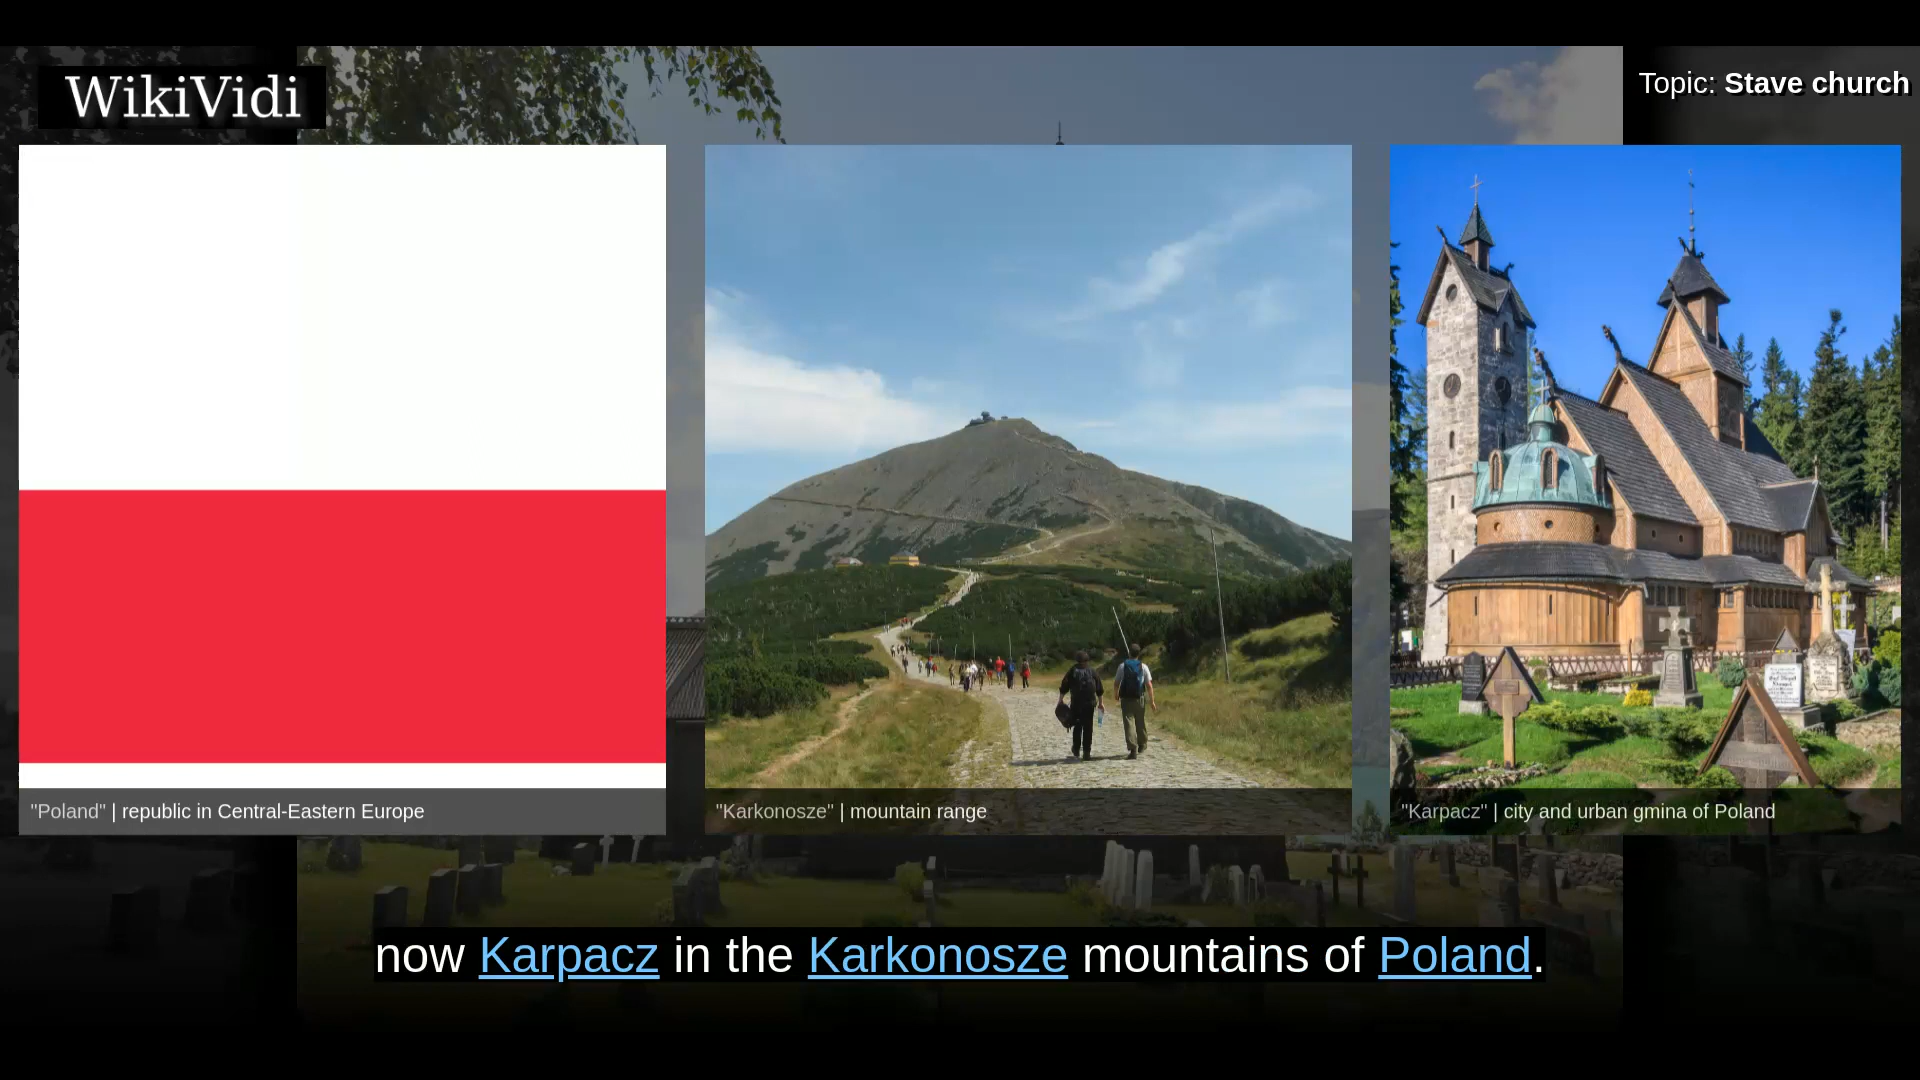 WikiVidi
Topic: Stave church
"Poland" | republic in Central-Eastern Europe
"Karkonosze" | mountain range
"Karpacz" | city and urban gmina of Poland
now Karpacz in the Karkonosze mountains of Poland.